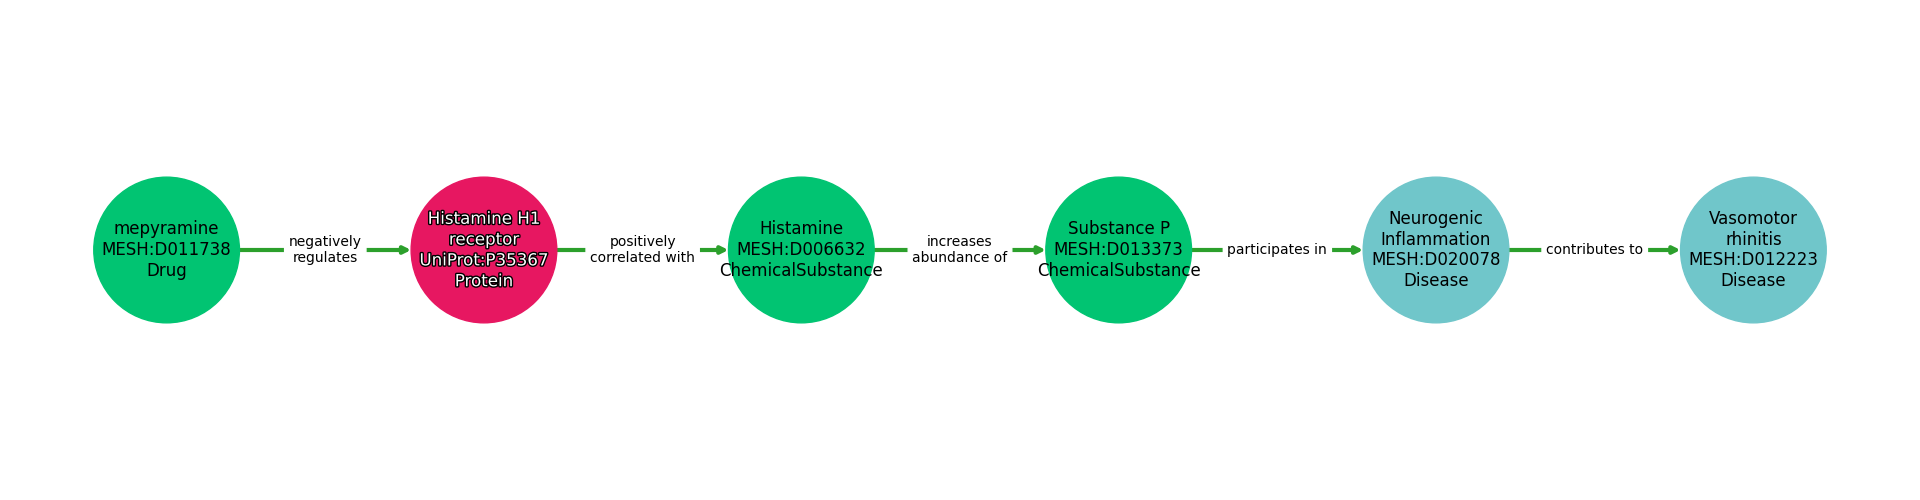 mepyramine
MESH:D011738
Drug
negatively
regulates
Histamine H1
receptor
UniProt:P35367
Protein
positively
correlated with
Histamine
MESH:D006632
ChemicalSubstance
increases
abundance of
Substance P
MESH:D013373
ChemicalSubstance
participates in
Neurogenic
Inflammation
MESH:D020078
Disease
contributes to
Vasomotor
rhinitis
MESH:D012223
Disease